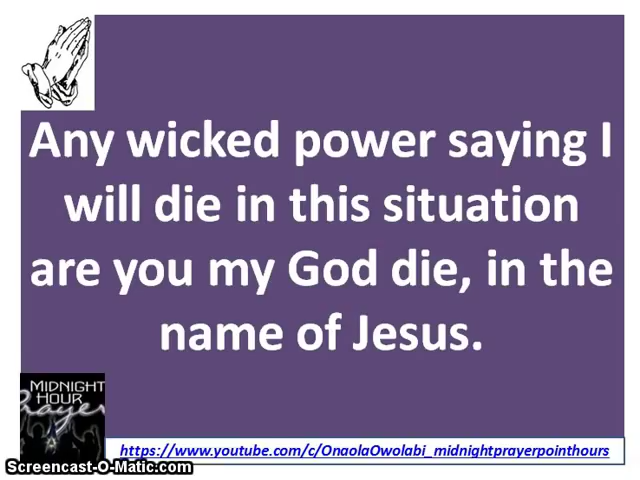 Any wicked power saying I
will die in this situation
are you my God die, in the
name of Jesus.
MIDNIGHT
HOUR
Prayer
https://www.youtube.com/c/OnaolaOwolabi_midnightprayerpointhours
Screencast-O-Matic.com